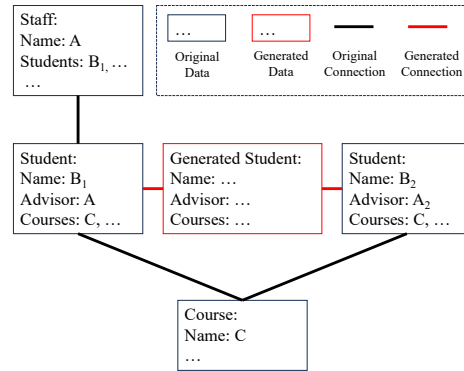 Staff:
Name: A
Students: B₁, …
…
…
Original
Data
…
Generated
Data
Original
Connection
Generated
Connection
Student:
Name: B₁
Advisor: A
Courses: C, …
Generated Student:
Name: …
Advisor: …
Courses: …
Student:
Name: B₂
Advisor: A₂
Courses: C, …
Course:
Name: C
…